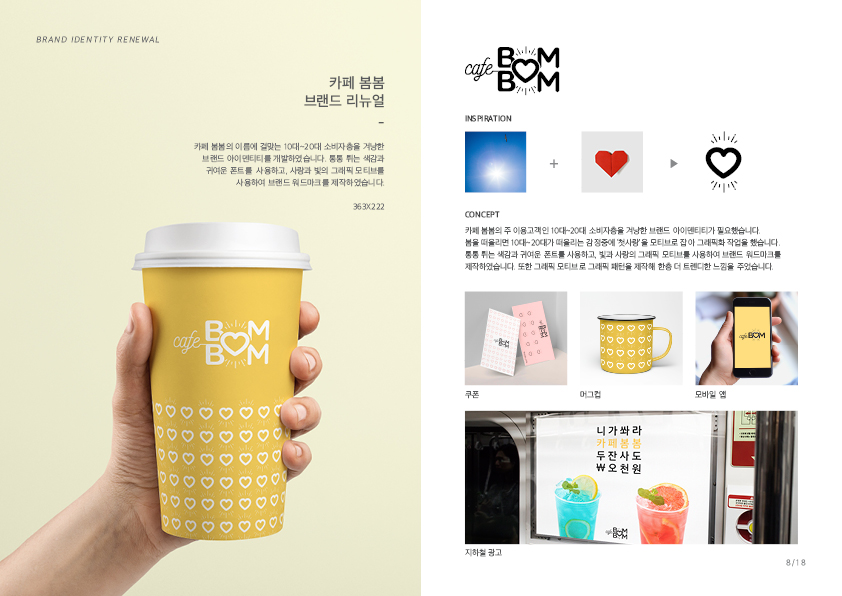 BRAND IDENTITY RENEWAL
카페 봄봄
브랜드 리뉴얼
–
카페 봄봄의 이름에 걸맞는 10대~20대 소비자층을 겨냥한
브랜드 아이덴티티를 개발하였습니다. 통통 튀는 색감과
귀여운 폰트를 사용하고, 사랑과 빛의 그래픽 모티브를
사용하여 브랜드 워드마크를 제작하였습니다.
363X222
cafe BOM
BOM
cafe BOM
BOM
INSPIRATION
CONCEPT
카페 봄봄의 주 이용고객인 10대~20대 소비자층을 겨냥한 브랜드 아이덴티티가 필요했습니다.
봄을 떠올리면 10대~20대가 떠올리는 감정중에 '첫사랑'을 모티브로 잡아 그래픽화 작업을 했습니다.
통통 튀는 색감과 귀여운 폰트를 사용하고, 빛과 사랑의 그래픽 모티브를 사용하여 브랜드 워드마크를
제작하였습니다. 또한 그래픽 모티브로 그래픽 패턴을 제작해 한층 더 트렌디한 느낌을 주었습니다.
cafe BOM
BOM
cafe BOM
쿠폰
머그컵
모바일 앱
니가쏴라
카페봄봄
두잔사도
₩오천원
cafe BOM
BOM
지하철 광고
8/18